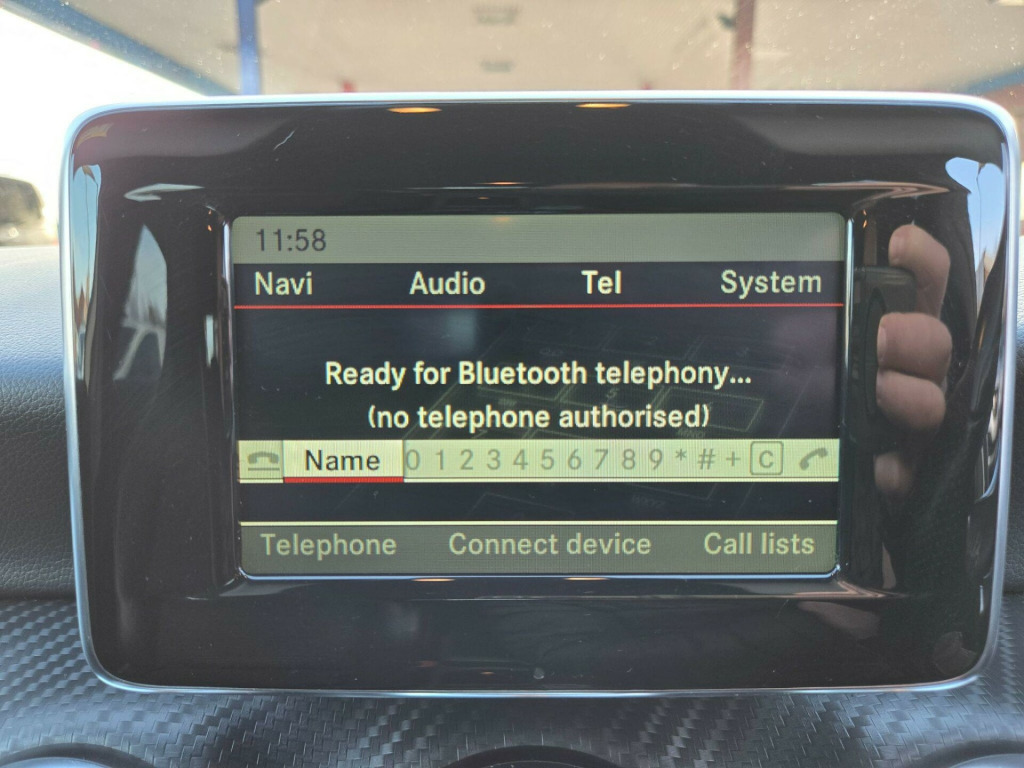 11:58
Navi Audio Tel System
Ready for Bluetooth telephony...
(no telephone authorised)
Name 0 1 2 3 4 5 6 7 8 9 * # + C
Telephone Connect device Call lists